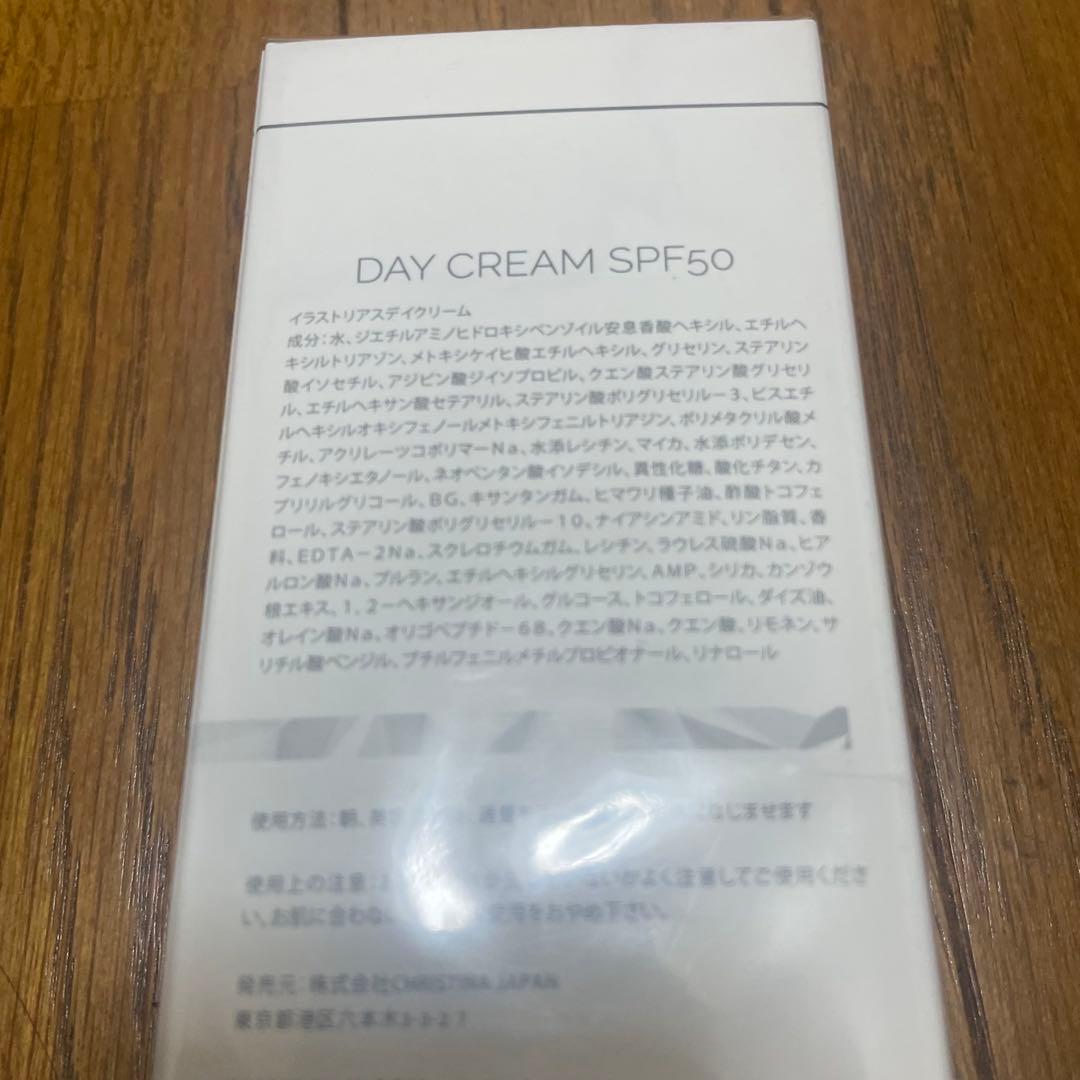 DAY CREAM SPF50
イラストリアスデイクリーム
成分:水、ジエチルアミノヒドロキシベンゾイル安息香酸ヘキシル、エチルヘ
キシルトリアゾン、メトキシケイヒ酸エチルヘキシル、グリセリン、ステアリン
酸イソセチル、アジピン酸ジイソプロピル、クエン酸ステアリン酸グリセリ
ル、エチルヘキサン酸セテアリル、ステアリン酸ポリグリセリル−3、ビスエチ
ルヘキシルオキシフェノールメトキシフェニルトリアジン、ポリメタクリル酸メ
チル、アクリレーツコポリマーNa、水添レシチン、マイカ、水添ポリデセン、
フェノキシエタノール、ネオペンタン酸イソデシル、異性化糖、酸化チタン、カ
プリリルグリコール、BG、キサンタンガム、ヒマワリ種子油、酢酸トコフェ
ロール、ステアリン酸ポリグリセリル−10、ナイアシンアミド、リン脂質、香
料、EDTA−2Na、スクレロチウムガム、レシチン、ラウレス硫酸Na、ヒア
ルロン酸Na、プルラン、エチルヘキシルグリセリン、AMP、シリカ、カンゾウ
根エキス、1,2−ヘキサンジオール、グルコース、トコフェロール、ダイズ油、
オレイン酸Na、オリゴペプチド−68、クエン酸Na、クエン酸、リモネン、サ
リチル酸ベンジル、ブチルフェニルメチルプロピオナール、リナロール
使用方法:朝、 適量 なじませます
使用上の注意: ないかよく注意してご使用くださ
い。お肌に合わな 使用をおやめ下さい。
発売元:株式会社CHRISTINA JAPAN
東京都港区六本木3-3-27